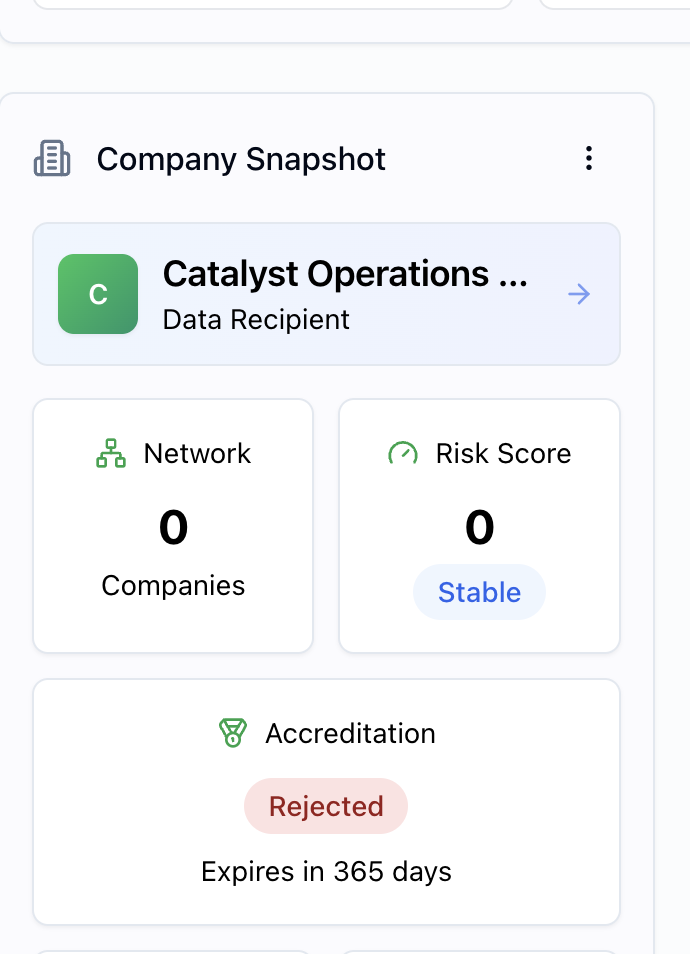 Company Snapshot
C
Catalyst Operations ...
Data Recipient
Network
0
Companies
Risk Score
0
Stable
Accreditation
Rejected
Expires in 365 days